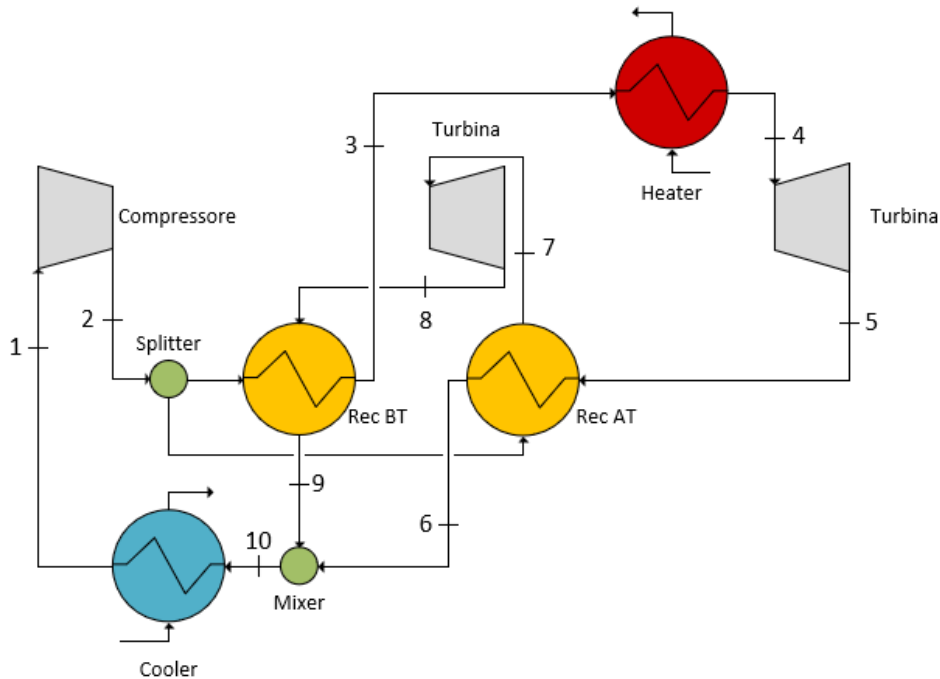 Turbina
3
4
Heater
Compressore
Turbina
7
8
2
5
1
Splitter
Rec BT
Rec AT
9
6
10
Mixer
Cooler